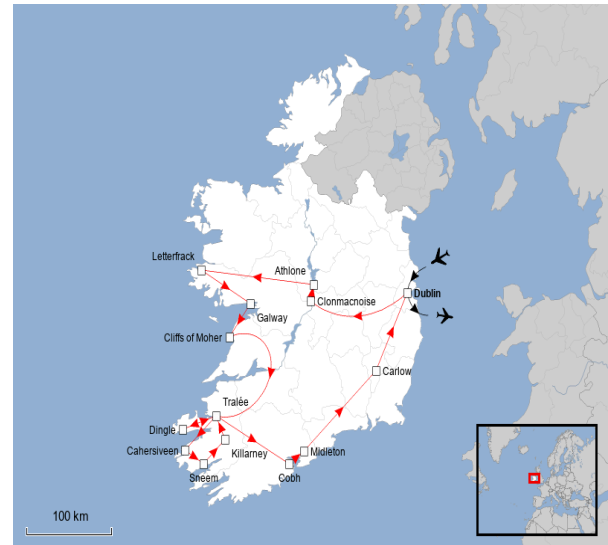 Letterfrack
Athlone
Dublin
Clonmacnoise
Galway
Cliffs of Moher
Carlow
Tralee
Dingle
Midleton
Cahersiveen
Killarney
Sneem
Cobh
100 km